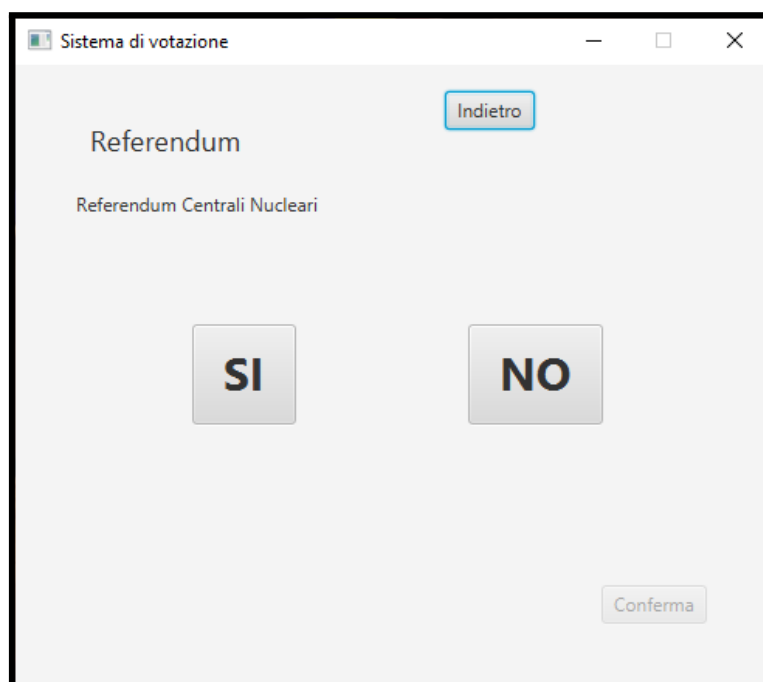 Sistema di votazione
Indietro
Referendum
Referendum Centrali Nucleari
SI
NO
Conferma